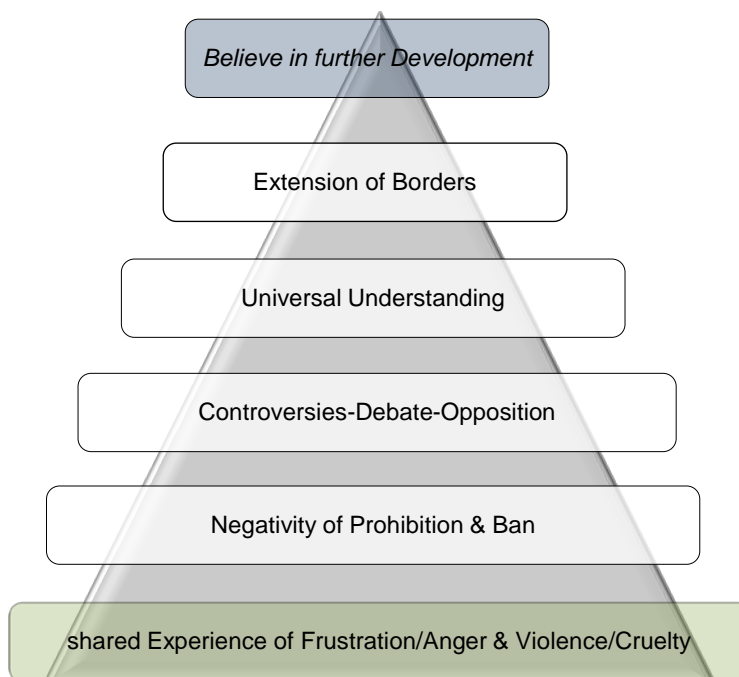 Believe in further Development
Extension of Borders
Universal Understanding
Controversies-Debate-Opposition
Negativity of Prohibition & Ban
shared Experience of Frustration/Anger & Violence/Cruelty